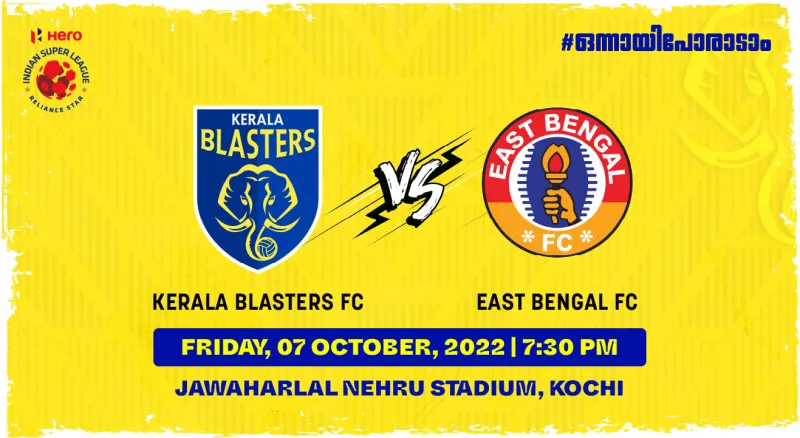 Hero
INDIAN SUPER LEAGUE
RELIANCE STAR
#ഒന്നായിപോരാടാം
KERALA
BLASTERS
VS
EAST BENGAL
FC
KERALA BLASTERS FC
EAST BENGAL FC
FRIDAY, 07 OCTOBER, 2022 | 7:30 PM
JAWAHARLAL NEHRU STADIUM, KOCHI